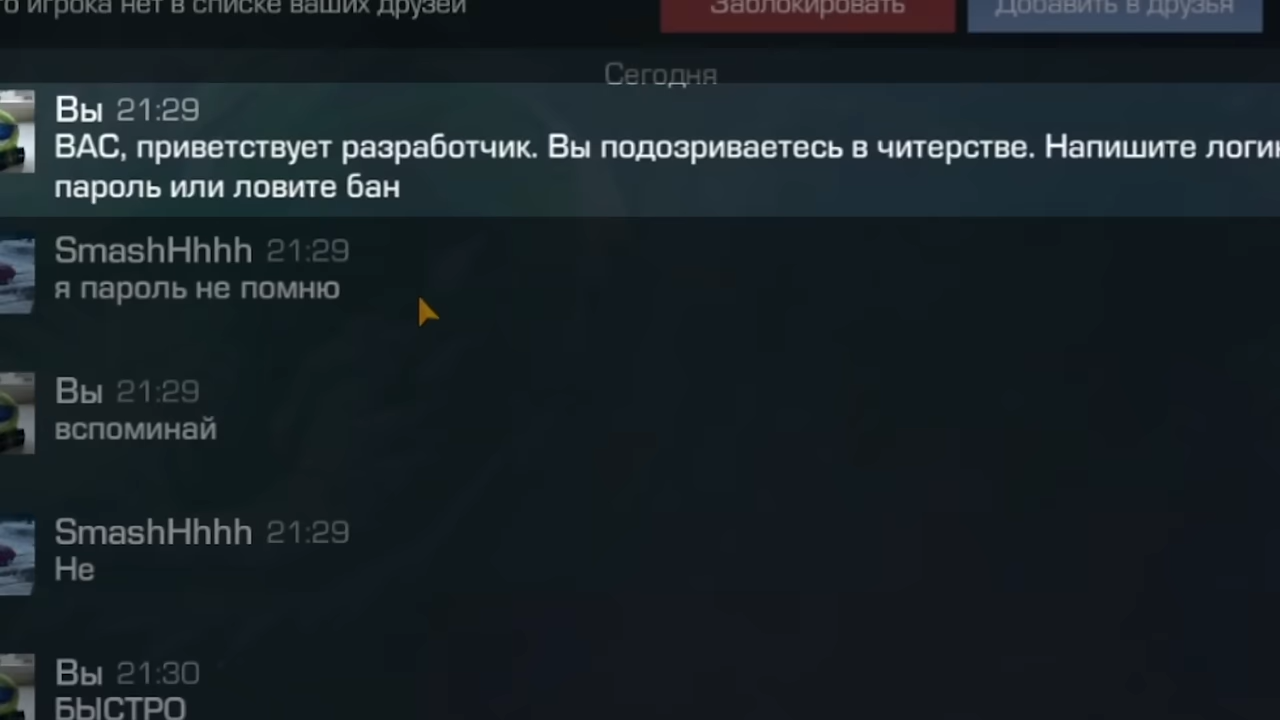 го игрока нет в списке ваших друзей
Заблокировать
Добавить в друзья
Сегодня
Вы 21:29
ВАС, приветствует разработчик. Вы подозриваетесь в читерстве. Напишите
пароль или ловите бан
SmashHhhh 21:29
я пароль не помню
Вы 21:29
вспоминай
SmashHhhh 21:29
Не
Вы 21:30
БЫСТРО